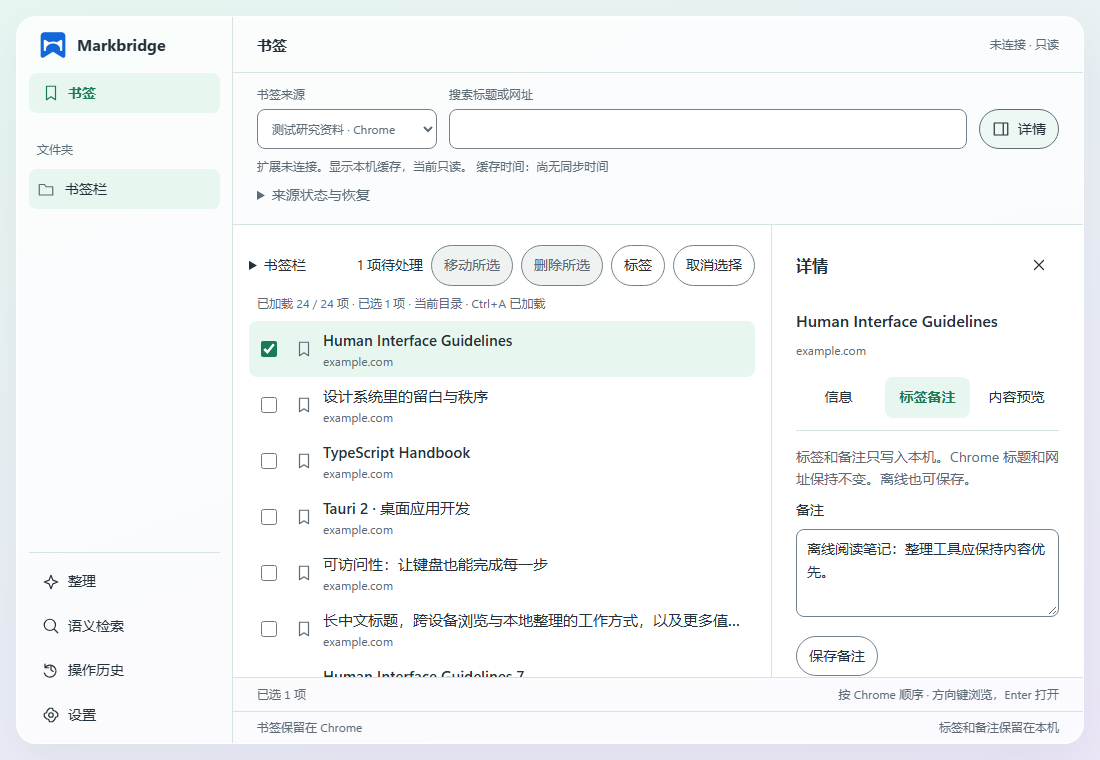 Markbridge
书签
文件夹
书签栏
整理
语义检索
操作历史
设置
书签
未连接 · 只读
书签来源
搜索标题或网址
测试研究资料 · Chrome
详情
扩展未连接。显示本机缓存，当前只读。 缓存时间：尚无同步时间
来源状态与恢复
书签栏
1 项待处理
移动所选
删除所选
标签
取消选择
已加载 24 / 24 项 · 已选 1 项 · 当前目录 · Ctrl+A 已加载
Human Interface Guidelines
example.com
设计系统里的留白与秩序
example.com
TypeScript Handbook
example.com
Tauri 2 · 桌面应用开发
example.com
可访问性：让键盘也能完成每一步
example.com
长中文标题，跨设备浏览与本地整理的工作方式，以及更多值...
example.com
Human Interface Guidelines 7
详情
Human Interface Guidelines
example.com
信息
标签备注
内容预览
标签和备注只写入本机。Chrome 标题和网
址保持不变。离线也可保存。
备注
离线阅读笔记：整理工具应保持内容优
先。
保存备注
已选 1 项
按 Chrome 顺序 · 方向键浏览，Enter 打开
书签保留在 Chrome
标签和备注保留在本机